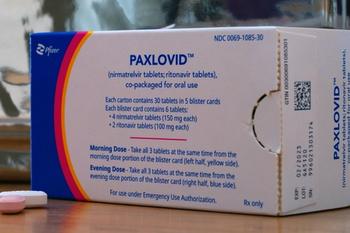 NDC 0069-1085-30
Pfizer
PAXLOVID™
(nirmatrelvir tablets; ritonavir tablets),
co-packaged for oral use
Each carton contains 30 tablets in 5 blister cards
Each blister card contains 6 tablets:
• 4 nirmatrelvir tablets (150 mg each)
• 2 ritonavir tablets (100 mg each)
Morning Dose - Take all 3 tablets at the same time from the
morning dose portion of the blister card (left half, yellow side).
Evening Dose - Take all 3 tablets at the same time from the
evening dose portion of the blister card (right half, blue side).
For use under Emergency Use Authorization.
Rx only
PAXLOVID™
(nirmatrelvir tablets; ritonavir